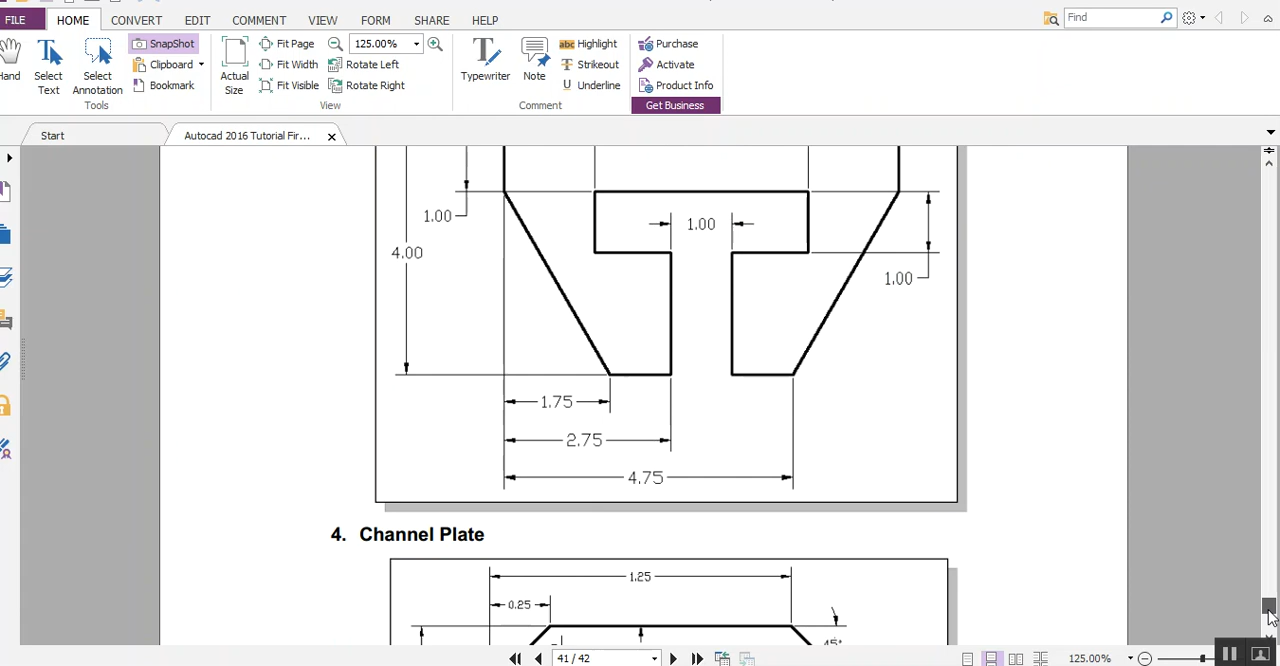 FILE HOME CONVERT EDIT COMMENT VIEW FORM SHARE HELP
Find
Hand
Select Text
Select Annotation
SnapShot
Clipboard
Bookmark
Tools
Actual Size
Fit Page
Fit Width
Fit Visible
125.00%
Rotate Left
Rotate Right
View
Typewriter
Note
abc Highlight
T Strikeout
U Underline
Comment
Purchase
Activate
Product Info
Get Business
Start
Autocad 2016 Tutorial Fir...
1.00
1.00
4.00
1.00
1.75
2.75
4.75
4. Channel Plate
1.25
0.25
45°
41 / 42
125.00%